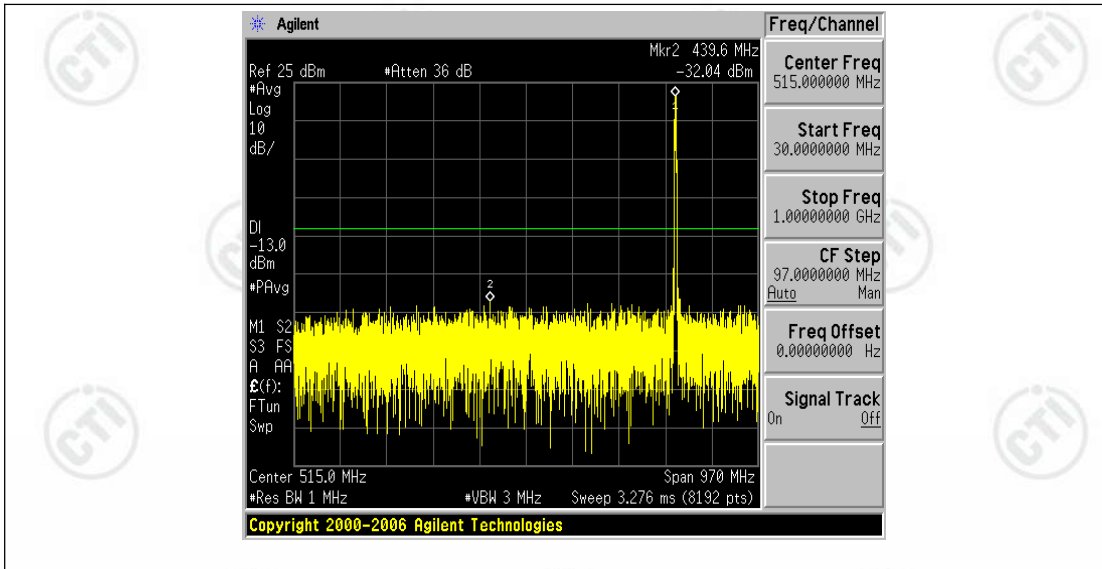 Agilent
Freq/Channel
Mkr2 439.6 MHz
Ref 25 dBm #Atten 36 dB -32.04 dBm
#Avg
Log
10
dB/
1
DI
-13.0
dBm
#PAvg
2
M1 S2
S3 FS
A AA
£(f):
FTun
Swp
Center 515.0 MHz Span 970 MHz
#Res BW 1 MHz #VBW 3 MHz Sweep 3.276 ms (8192 pts)
Copyright 2000-2006 Agilent Technologies
Center Freq
515.000000 MHz
Start Freq
30.0000000 MHz
Stop Freq
1.00000000 GHz
CF Step
97.0000000 MHz
Auto Man
Freq Offset
0.00000000 Hz
Signal Track
On Off
CTI
CTI
CTI
CTI